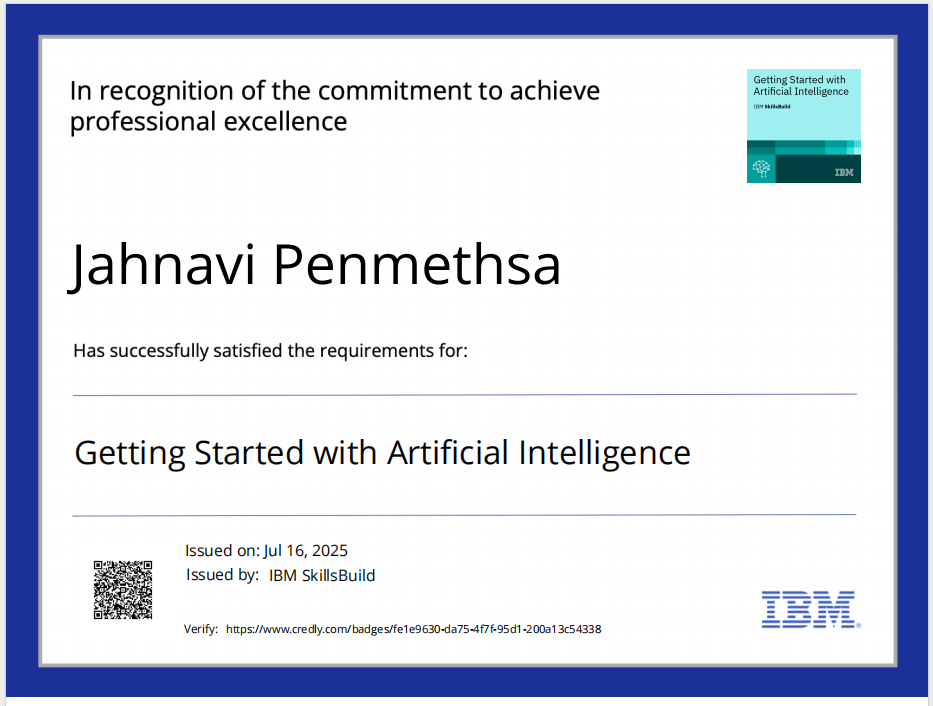 In recognition of the commitment to achieve
professional excellence
Getting Started with
Artificial Intelligence
IBM SkillsBuild
IBM
Jahnavi Penmethsa
Has successfully satisfied the requirements for:
Getting Started with Artificial Intelligence
Issued on: Jul 16, 2025
Issued by: IBM SkillsBuild
Verify: https://www.credly.com/badges/fe1e9630-da75-4f7f-95d1-200a13c54338
IBM®